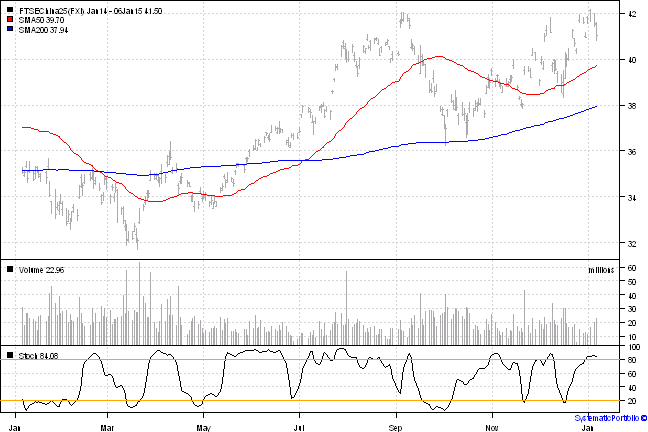 FTSEChina25(FXI) Jan14 - 06Jan15 41.50
SMA50 39.70
SMA200 37.94
42
40
38
36
34
32
Volume 22.96
millions
60
50
40
30
20
10
Stoch 84.08
100
80
60
40
20
Jan
Mar
May
Jul
Sep
Nov
Jan
SystematicPortfolio ©